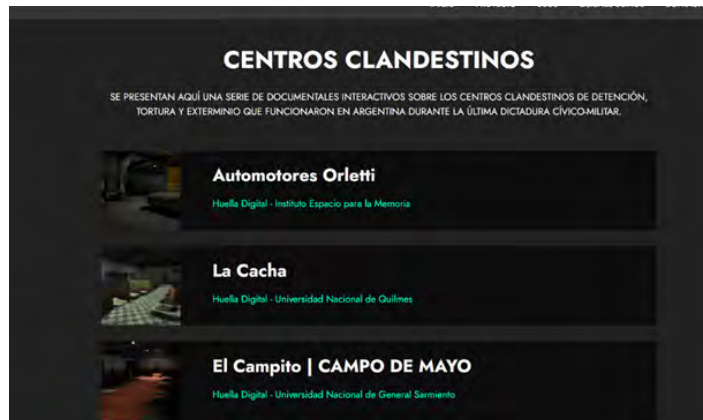 CENTROS CLANDESTINOS
SE PRESENTAN AQUÍ UNA SERIE DE DOCUMENTALES INTERACTIVOS SOBRE LOS CENTROS CLANDESTINOS DE DETENCIÓN,
TORTURA Y EXTERMINIO QUE FUNCIONARON EN ARGENTINA DURANTE LA ÚLTIMA DICTADURA CÍVICO-MILITAR.
Automotores Orletti
Huella Digital - Instituto Espacio para la Memoria
La Cacha
Huella Digital - Universidad Nacional de Quilmes
El Campito | CAMPO DE MAYO
Huella Digital - Universidad Nacional de General Sarmiento